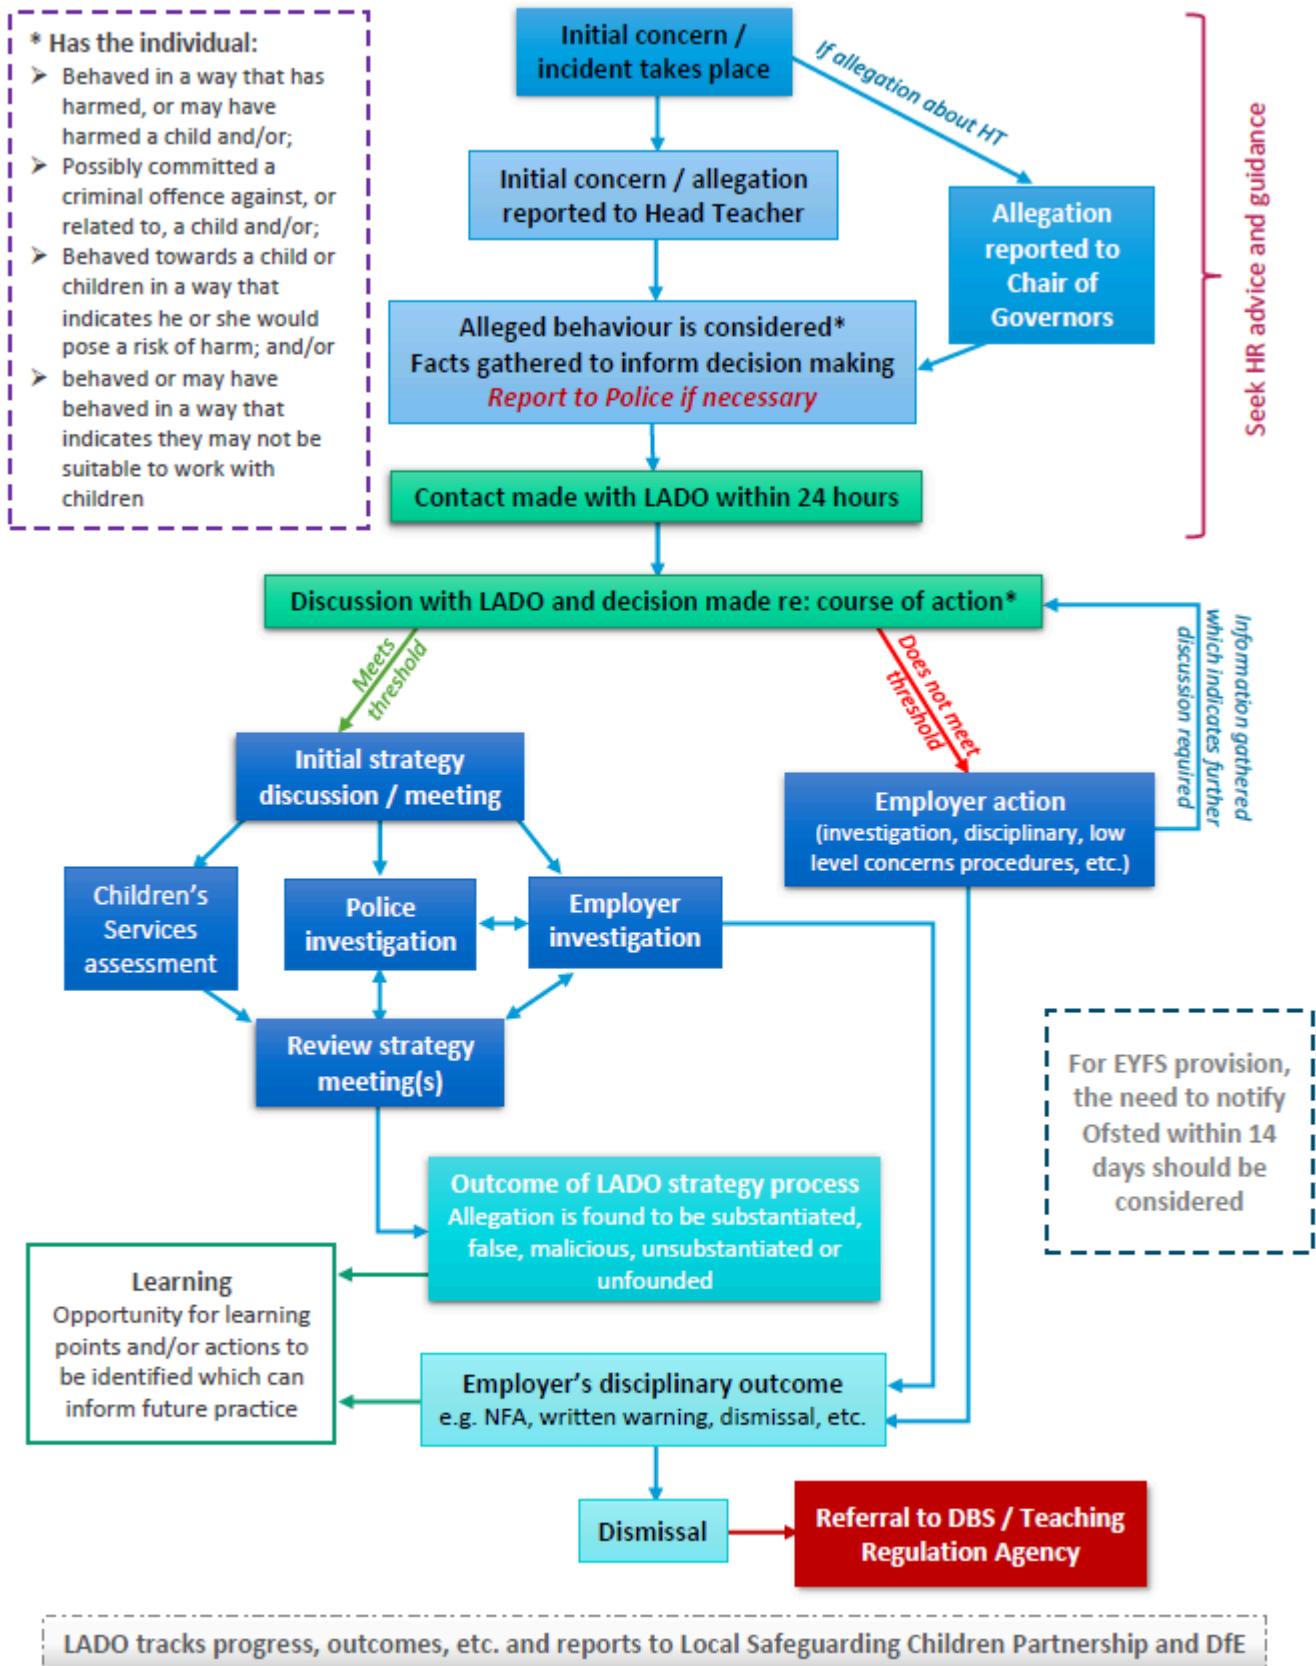 * Has the individual:
➢ Behaved in a way that has
harmed, or may have
harmed a child and/or;
➢ Possibly committed a
criminal offence against, or
related to, a child and/or;
➢ Behaved towards a child or
children in a way that
indicates he or she would
pose a risk of harm; and/or
➢ behaved or may have
behaved in a way that
indicates they may not be
suitable to work with
children
Initial concern /
incident takes place
If allegation about HT
Initial concern / allegation
reported to Head Teacher
Allegation
reported to
Chair of
Governors
Seek HR advice and guidance
Alleged behaviour is considered*
Facts gathered to inform decision making
Report to Police if necessary
Contact made with LADO within 24 hours
Discussion with LADO and decision made re: course of action*
Meets
threshold
Does not meet
threshold
Information gathered
which indicates further
discussion required
Initial strategy
discussion / meeting
Employer action
(investigation, disciplinary, low
level concerns procedures, etc.)
Children's
Services
assessment
Police
investigation
Employer
investigation
Review strategy
meeting(s)
For EYFS provision,
the need to notify
Ofsted within 14
days should be
considered
Outcome of LADO strategy process
Allegation is found to be substantiated,
false, malicious, unsubstantiated or
unfounded
Learning
Opportunity for learning
points and/or actions to
be identified which can
inform future practice
Employer's disciplinary outcome
e.g. NFA, written warning, dismissal, etc.
Dismissal
Referral to DBS / Teaching
Regulation Agency
LADO tracks progress, outcomes, etc. and reports to Local Safeguarding Children Partnership and DfE